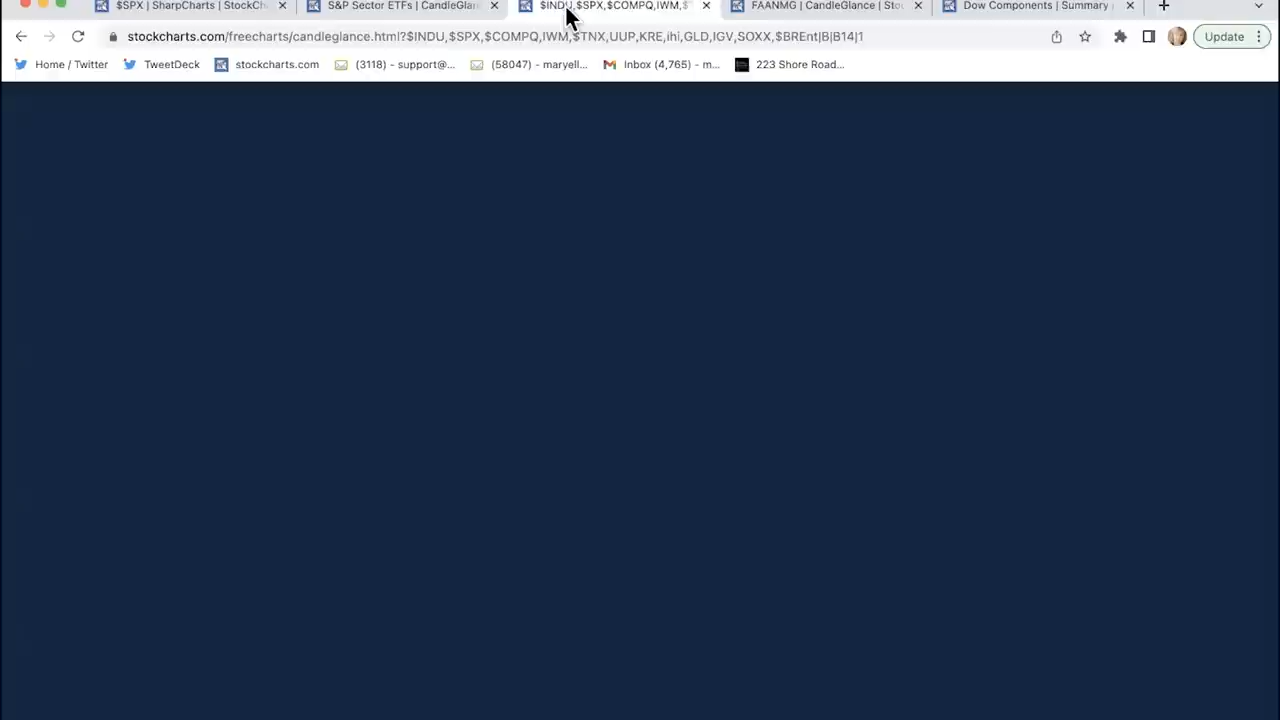 $SPX | SharpCharts | StockCh
S&P Sector ETFs | CandleGlan
$INDU,$SPX,$COMPQ,IWM,$
FAANMG | CandleGlance | Stoc
Dow Components | Summary
stockcharts.com/freecharts/candleglance.html?$INDU,$SPX,$COMPQ,IWM,$TNX,UUP,KRE,ihi,GLD,IGV,SOXX,$BREnt|B|B14|1
Update
Home / Twitter
TweetDeck
stockcharts.com
(3118) - support@...
(58047) - maryell...
Inbox (4,765) - m...
223 Shore Road...